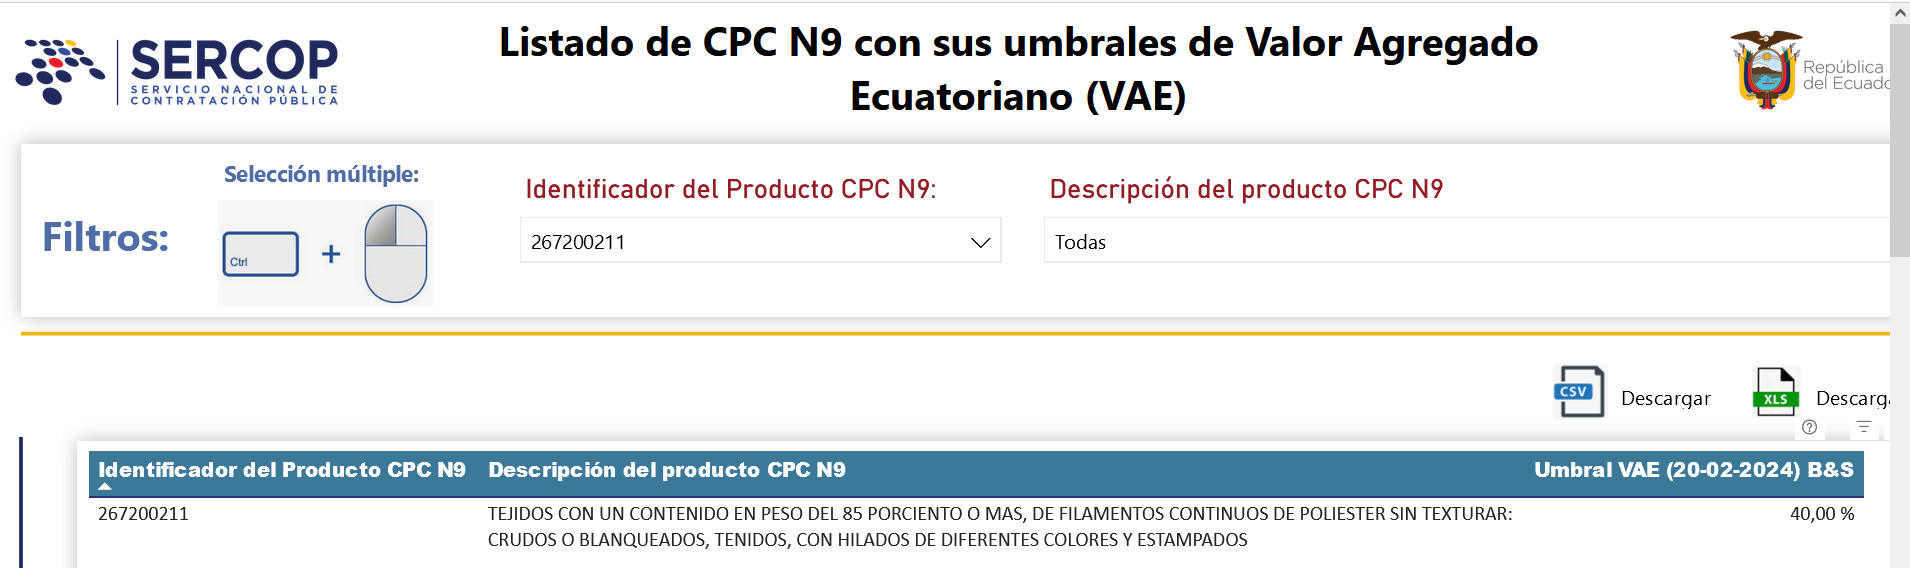 SERCOP
SERVICIO NACIONAL DE
CONTRATACIÓN PÚBLICA
Listado de CPC N9 con sus umbrales de Valor Agregado
Ecuatoriano (VAE)
República
del Ecuado
Filtros:
Selección múltiple:
Ctrl
+
Identificador del Producto CPC N9:
267200211
Descripción del producto CPC N9
Todas
CSV
Descargar
XLS
Descarga
Identificador del Producto CPC N9 Descripción del producto CPC N9 Umbral VAE (20-02-2024) B&S
267200211 TEJIDOS CON UN CONTENIDO EN PESO DEL 85 PORCIENTO O MAS, DE FILAMENTOS CONTINUOS DE POLIESTER SIN TEXTURAR: 40,00 %
CRUDOS O BLANQUEADOS, TENIDOS, CON HILADOS DE DIFERENTES COLORES Y ESTAMPADOS